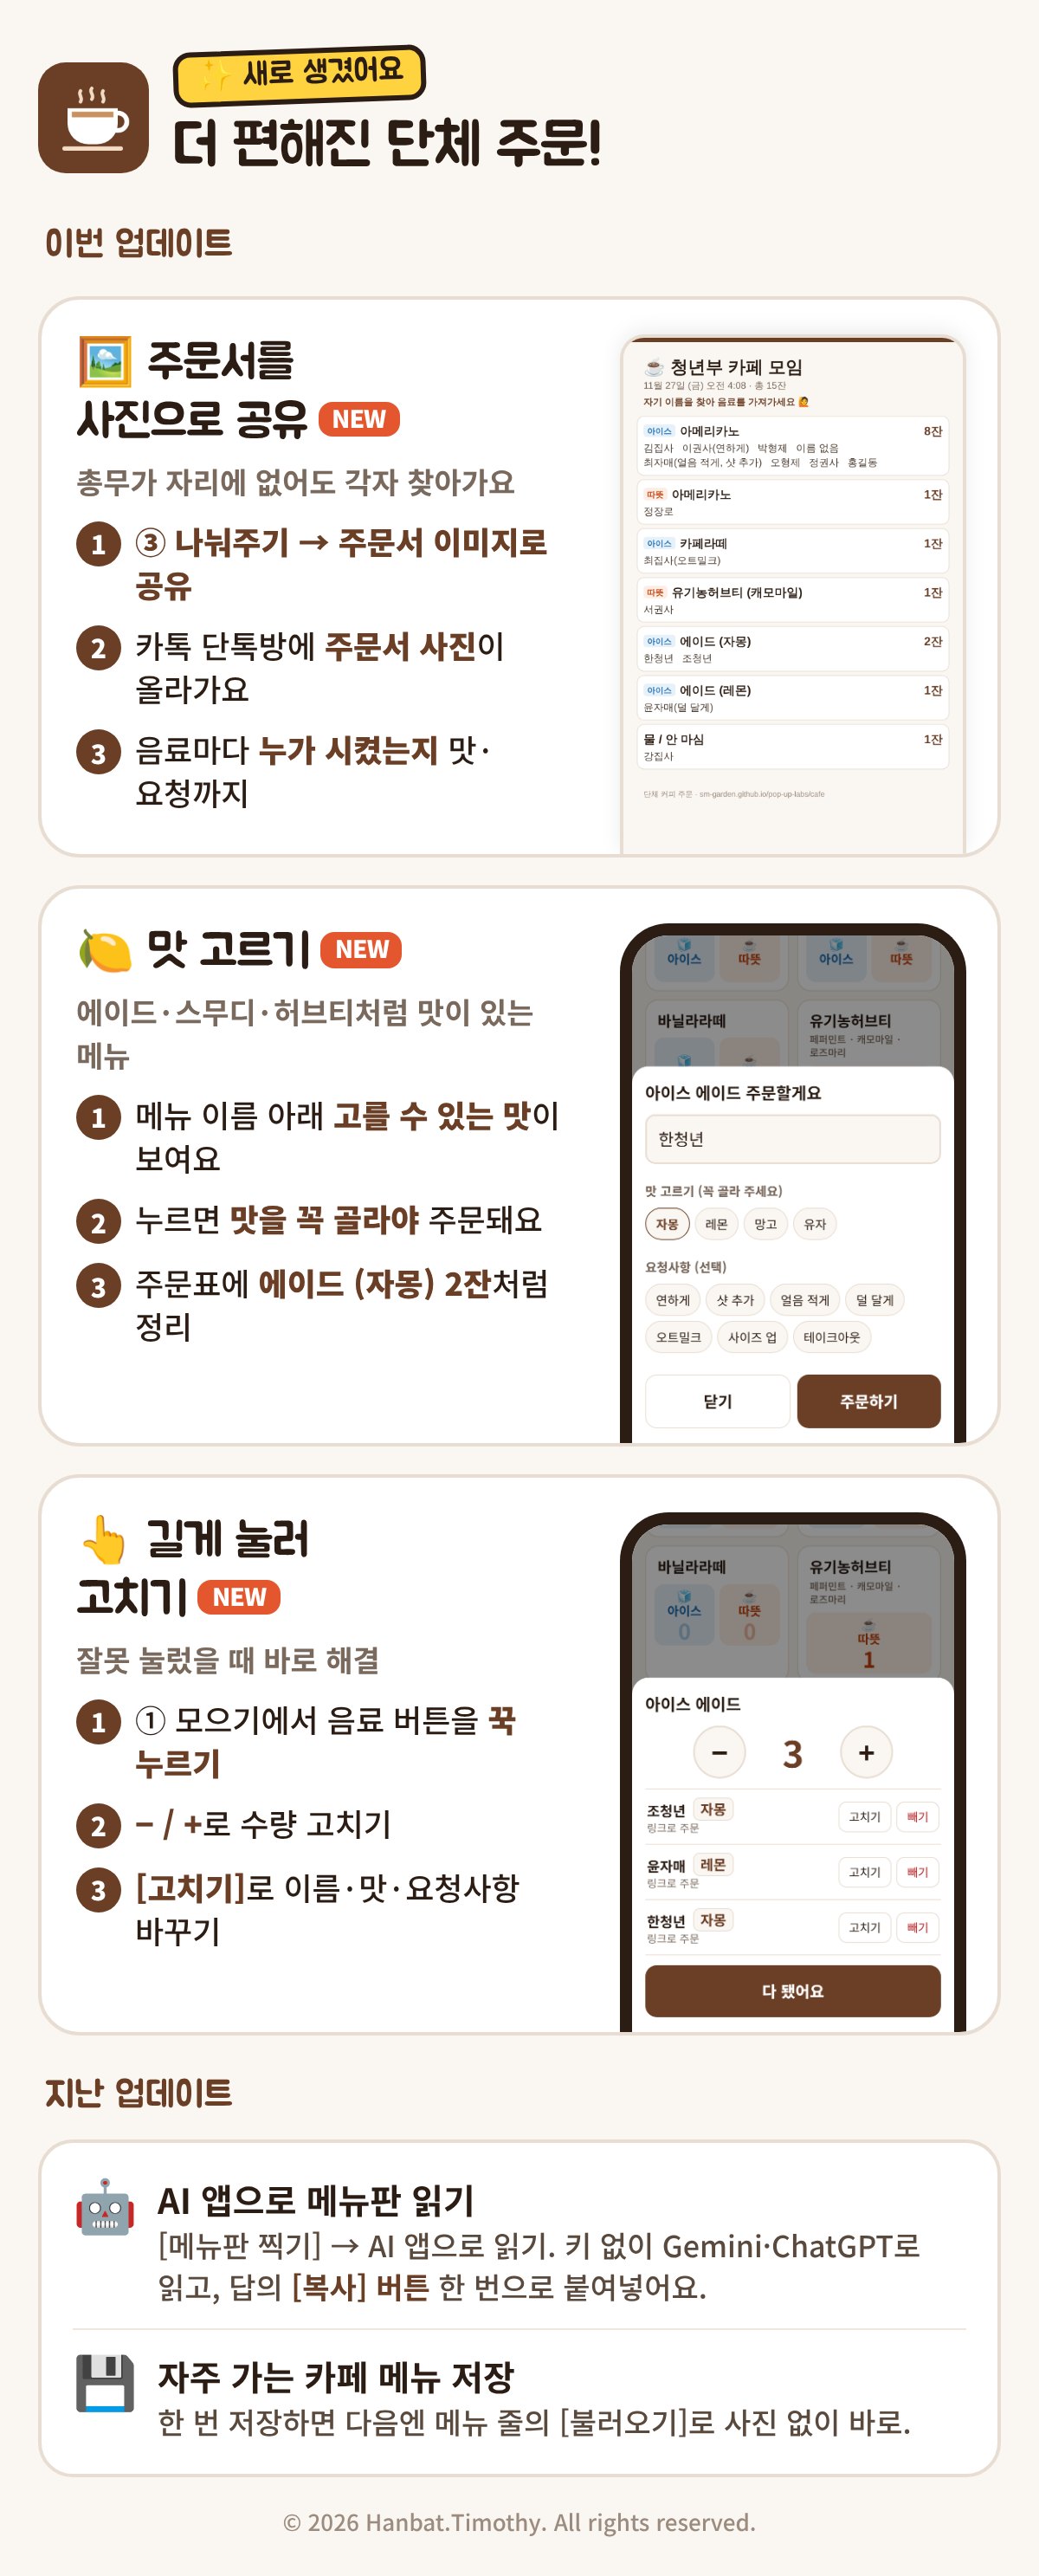 ✨ 새로 생겼어요
더 편해진 단체 주문!
이번 업데이트
🖼️ 주문서를
사진으로 공유 NEW
총무가 자리에 없어도 각자 찾아가요
1 ③ 나눠주기 → 주문서 이미지로
공유
2 카톡 단톡방에 주문서 사진이
올라가요
3 음료마다 누가 시켰는지 맛·
요청까지
☕ 청년부 카페 모임
11월 27일 (금) 오전 4:08 · 총 15잔
자기 이름을 찾아 음료를 가져가세요 🙋
아이스 아메리카노 8잔
김집사 이권사(연하게) 박형제 이름 없음
최자매(얼음 적게, 샷 추가) 오형제 정권사 홍길동
따뜻 아메리카노 1잔
정장로
아이스 카페라떼 1잔
최집사(오트밀크)
따뜻 유기농허브티 (캐모마일) 1잔
서권사
아이스 에이드 (자몽) 2잔
한청년 조청년
아이스 에이드 (레몬) 1잔
윤자매(덜 달게)
물 / 안 마심 1잔
강집사
단체 커피 주문 · sm-garden.github.io/pop-up-labs/cafe
🍋 맛 고르기 NEW
에이드·스무디·허브티처럼 맛이 있는
메뉴
1 메뉴 이름 아래 고를 수 있는 맛이
보여요
2 누르면 맛을 꼭 골라야 주문돼요
3 주문표에 에이드 (자몽) 2잔처럼
정리
아이스 따뜻 아이스 따뜻
바닐라라떼 유기농허브티
페퍼민트 · 캐모마일 ·
로즈마리
아이스 에이드 주문할게요
한청년
맛 고르기 (꼭 골라 주세요)
자몽 레몬 망고 유자
요청사항 (선택)
연하게 샷 추가 얼음 적게 덜 달게
오트밀크 사이즈 업 테이크아웃
닫기 주문하기
👆 길게 눌러
고치기 NEW
잘못 눌렀을 때 바로 해결
1 ① 모으기에서 음료 버튼을 꾹
누르기
2 − / +로 수량 고치기
3 [고치기]로 이름·맛·요청사항
바꾸기
바닐라라떼 유기농허브티
페퍼민트 · 캐모마일 ·
로즈마리
아이스 따뜻 따뜻
0 0 1
아이스 에이드
− 3 +
조청년 자몽 고치기 빼기
링크로 주문
윤자매 레몬 고치기 빼기
링크로 주문
한청년 자몽 고치기 빼기
링크로 주문
다 됐어요
지난 업데이트
🤖 AI 앱으로 메뉴판 읽기
[메뉴판 찍기] → AI 앱으로 읽기. 키 없이 Gemini·ChatGPT로
읽고, 답의 [복사] 버튼 한 번으로 붙여넣어요.
💾 자주 가는 카페 메뉴 저장
한 번 저장하면 다음엔 메뉴 줄의 [불러오기]로 사진 없이 바로.
© 2026 Hanbat.Timothy. All rights reserved.